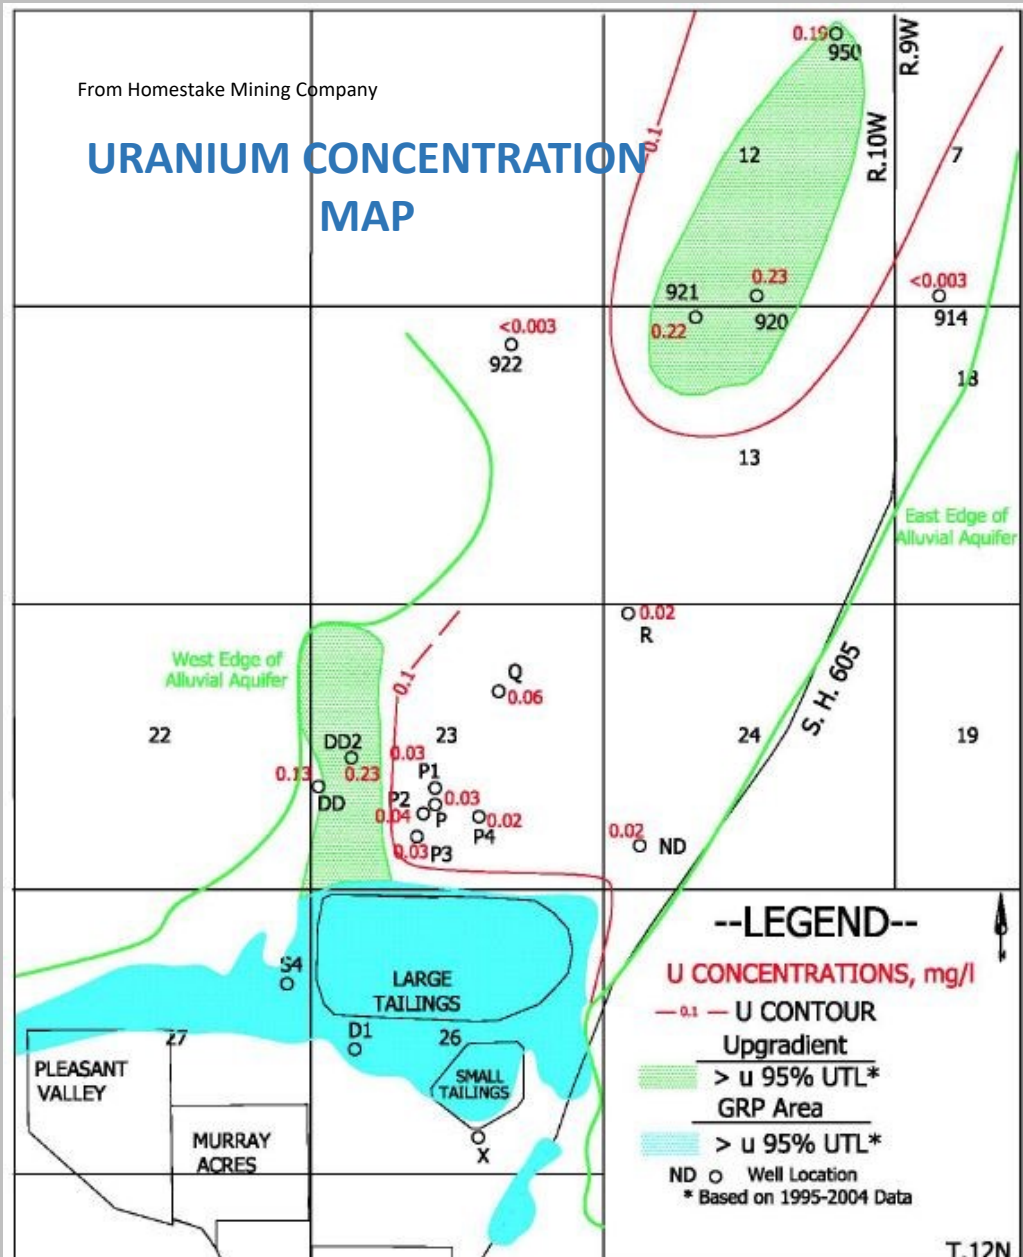 From Homestake Mining Company
URANIUM CONCENTRATION
MAP
0.19
950
R.9W
R.10W
0.1
12
7
921
0.23
920
0.22
<0.003
914
<0.003
922
18
13
East Edge of
Alluvial Aquifer
0.02
R
West Edge of
Alluvial Aquifer
0.1
Q
0.06
S. H. 605
22
23
24
19
DD2
0.03
0.13
0.23
P1
DD
P2
0.03
0.04
P
0.02
P4
0.03
P3
0.02
ND
S4
LARGE
TAILINGS
D1
26
27
PLEASANT
VALLEY
SMALL
TAILINGS
MURRAY
ACRES
X
--LEGEND--
U CONCENTRATIONS, mg/l
— 0.1 — U CONTOUR
Upgradient
> u 95% UTL*
GRP Area
> u 95% UTL*
ND Well Location
* Based on 1995-2004 Data
T.12N